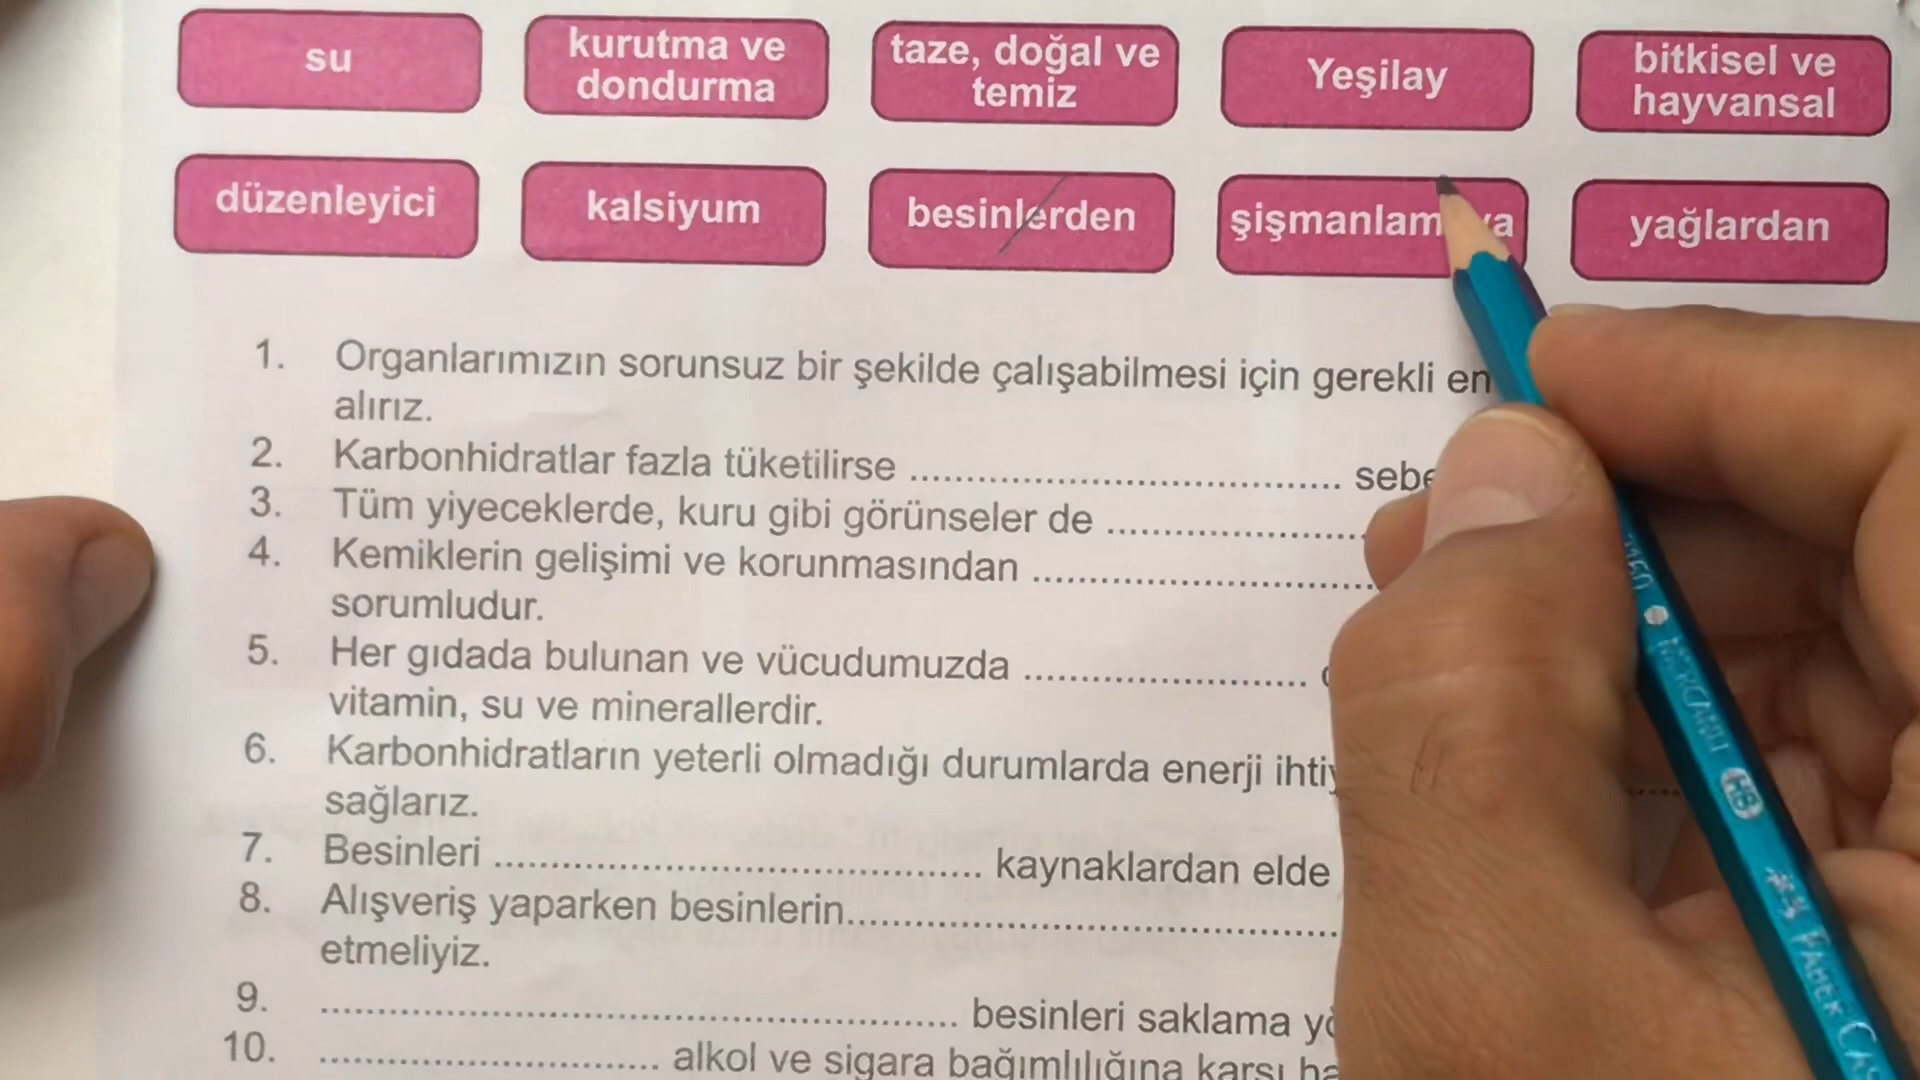 su
kurutma ve
dondurma
taze, doğal ve
temiz
Yeşilay
bitkisel ve
hayvansal
düzenleyici
kalsiyum
besinlerden
yağlardan
1. Organlarımızın sorunsuz bir şekilde çalışabilmesi için gerekli
alırız.
2. Karbonhidratlar fazla tüketilirse ......................................
3. Tüm yiyeceklerde, kuru gibi görünseler de .......................
4. Kemiklerin gelişimi ve korunmasından ...............................
sorumludur.
5. Her gıdada bulunan ve vücudumuzda .........................
vitamin, su ve minerallerdir.
6. Karbonhidratların yeterli olmadığı durumlarda enerji
sağlarız.
7. Besinleri ........................................... kaynaklardan elde
8. Alışveriş yaparken besinlerin...........................................
etmeliyiz.
9. ........................................................ besinleri saklama
10. .............................. alkol ve sigara bağımlılığına karşı